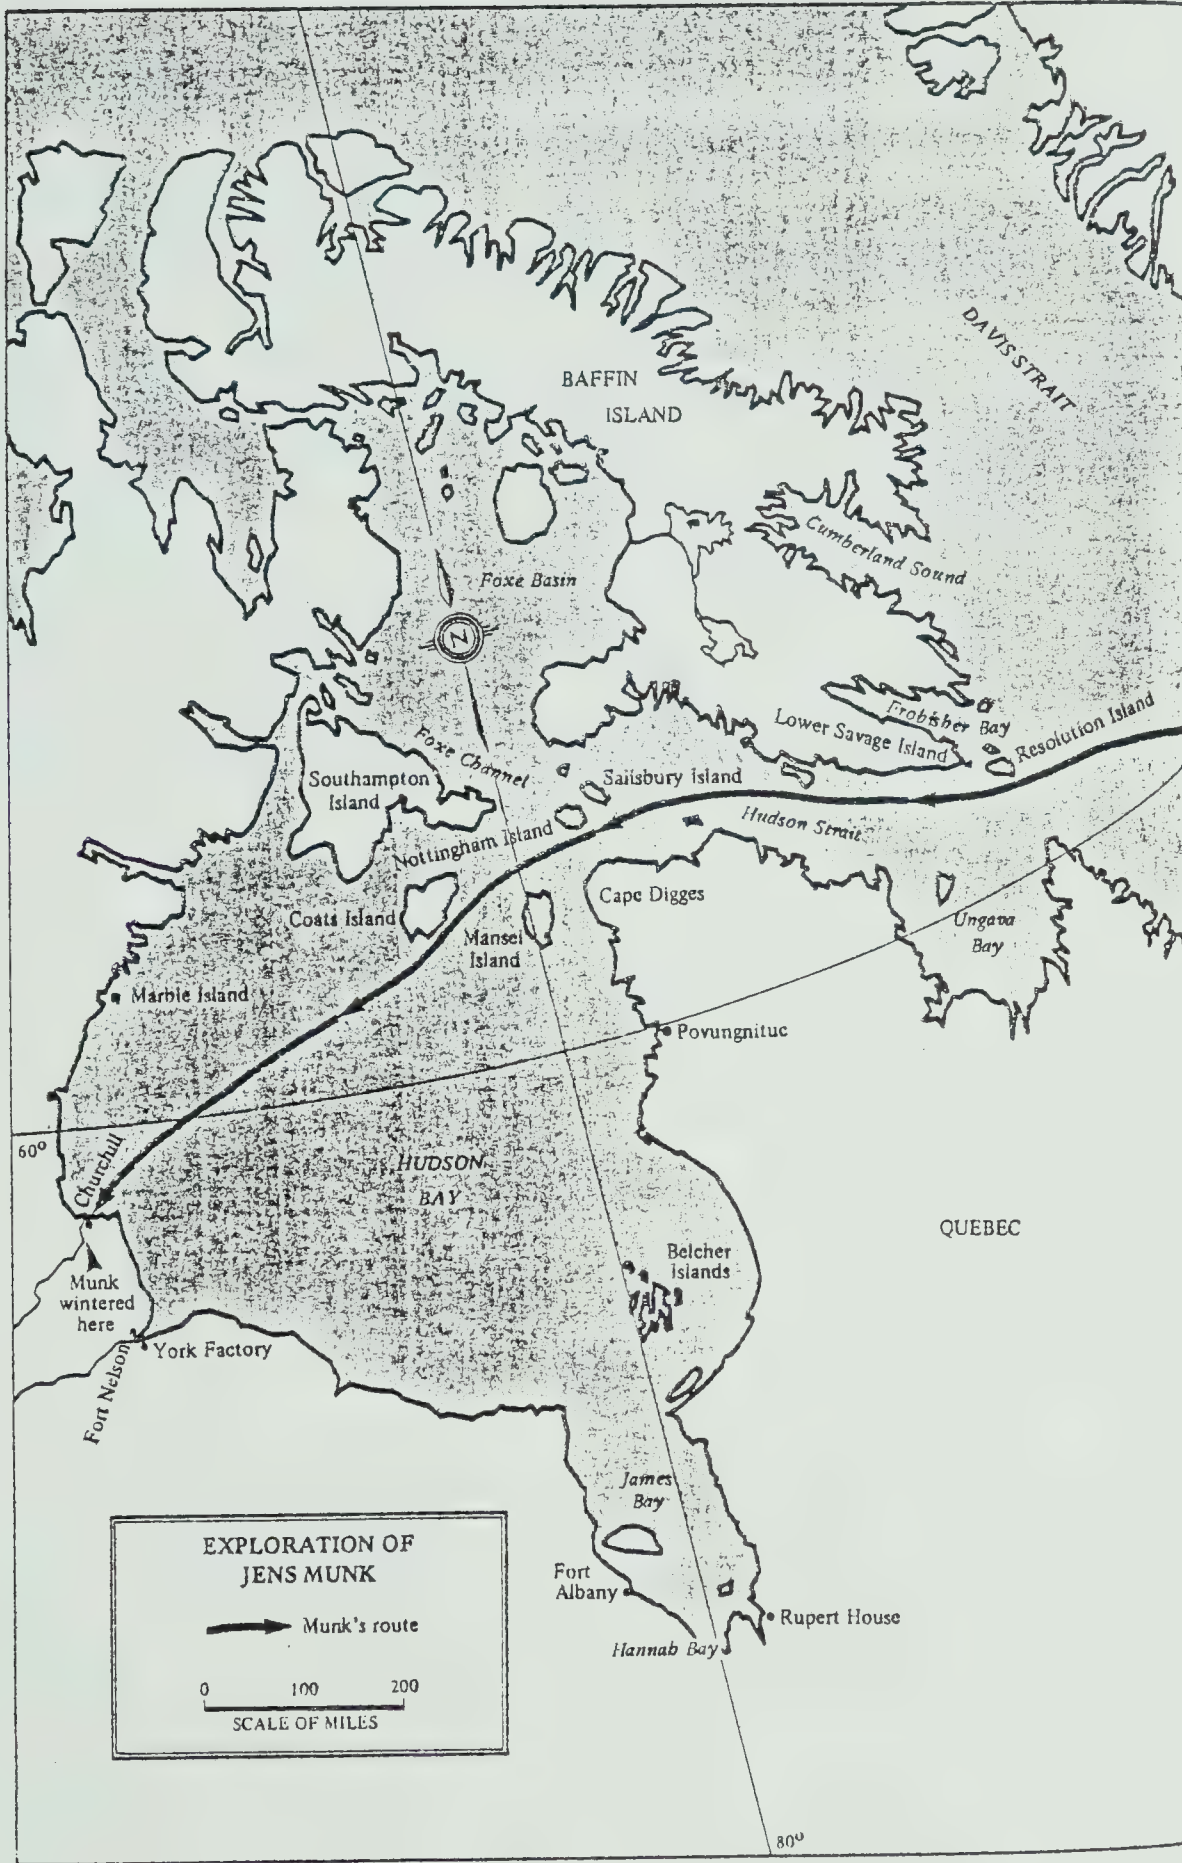 DAVIS STRAIT
BAFFIN
ISLAND
Cumberland Sound
Foxe Basin
N
Frobisher Bay
Resolution Island
Lower Savage Island
Foxe Channel
Salisbury Island
Southampton
Island
Hudson Strait
Nottingham Island
Cape Digges
Coats Island
Mansel
Island
Ungava
Bay
Marble Island
Povungnituc
60°
Churchill
HUDSON
BAY
QUEBEC
Belcher
Islands
Munk
wintered
here
York Factory
Fort Nelson
James
Bay
EXPLORATION OF
JENS MUNK
Munk's route
0 100 200
SCALE OF MILES
Fort
Albany
Rupert House
Hannah Bay
80°